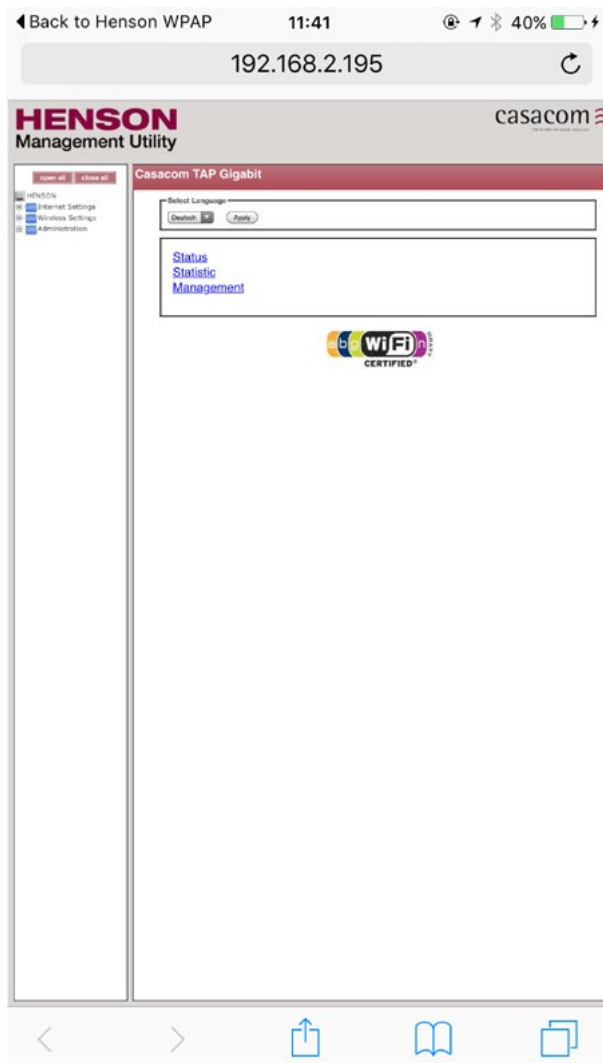 Back to Henson WPAP 11:41 40%
192.168.2.195
HENSON
Management Utility
casacom
open all close all
HENSON
Internet Settings
Wireless Settings
Administration
Casacom TAP Gigabit
Select Language
Deutsch Apply
Status
Statistic
Management
a b g WiFi n
CERTIFIED®